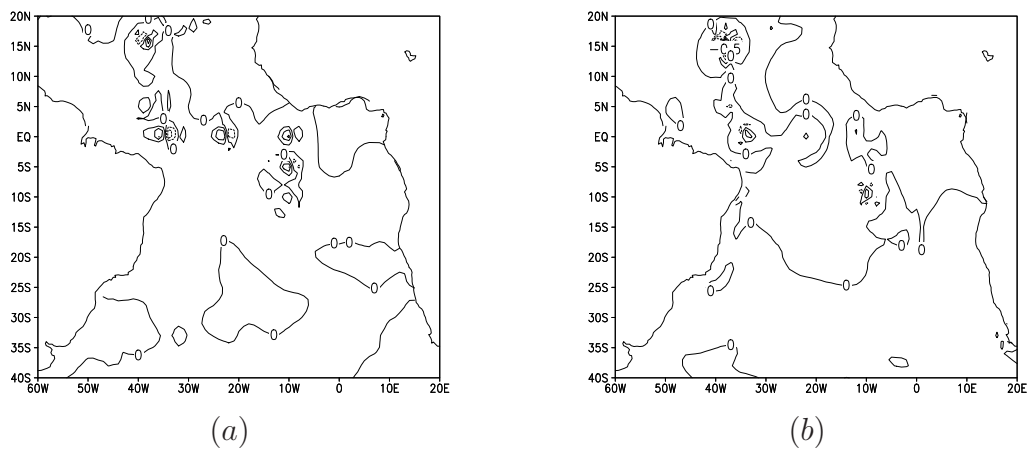 20N 20N
15N 15N
10N 10N
5N 5N
EQ EQ
5S 5S
10S 10S
15S 15S
20S 20S
25S 25S
30S 30S
35S 35S
40S 40S
60W 50W 40W 30W 20W 10W 0 10E 20E 60W 50W 40W 30W 20W 10W 0 10E 20E
(a) (b)